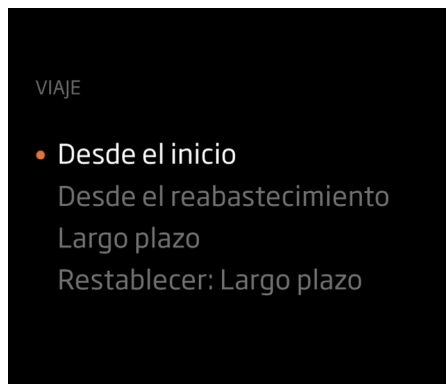 VIAJE
Desde el inicio
Desde el reabastecimiento
Largo plazo
Restablecer: Largo plazo